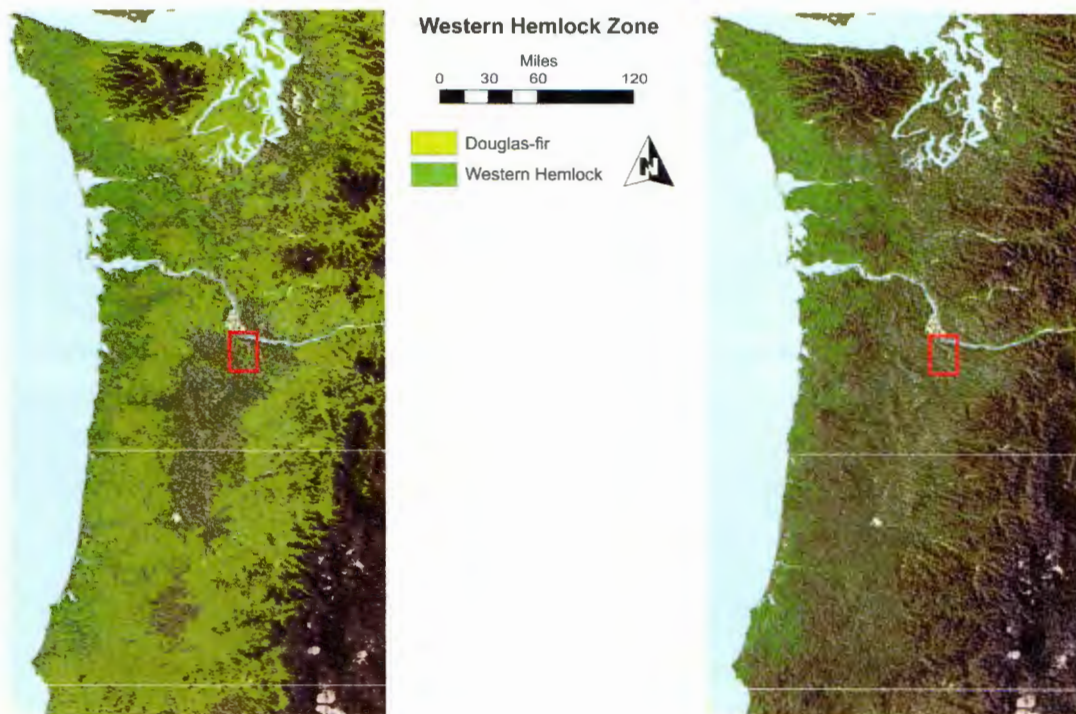 Western Hemlock Zone
Miles
0 30 60 120
Douglas-fir
Western Hemlock
N